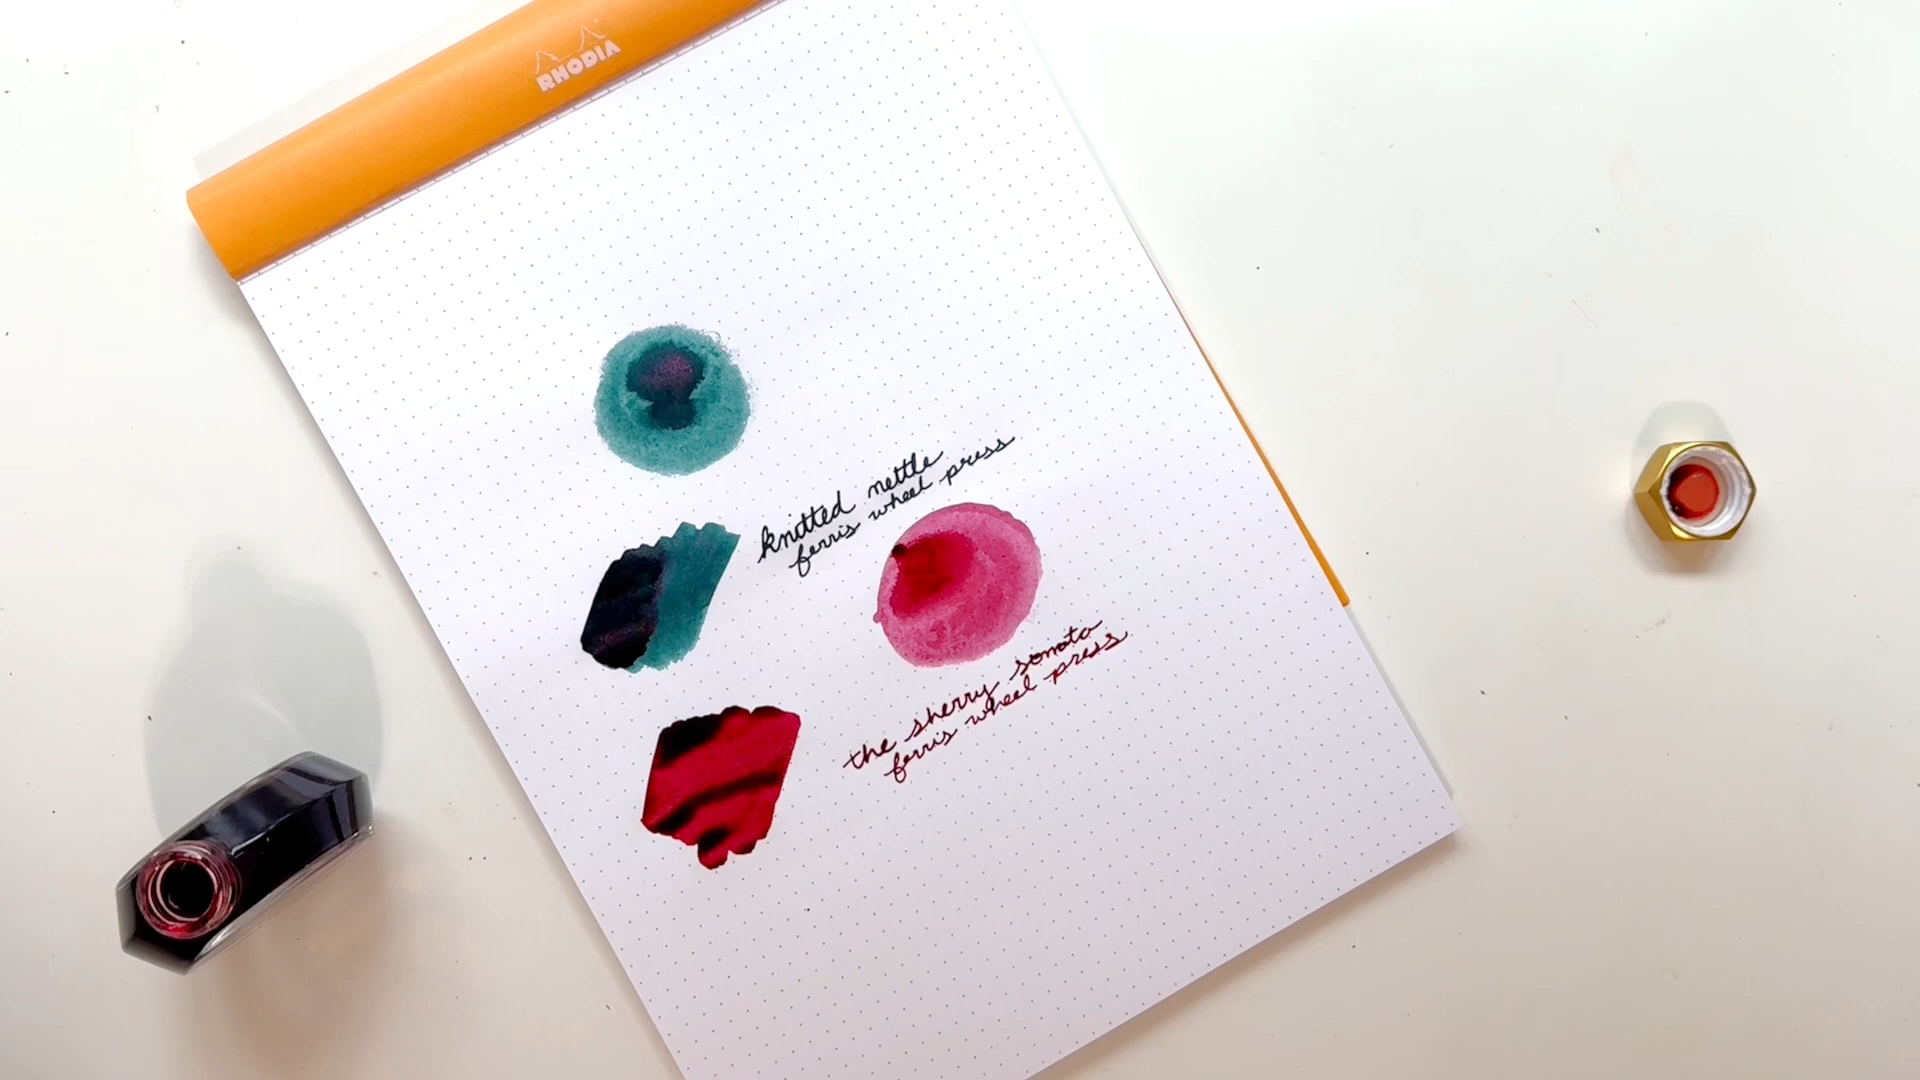 RHODIA
knitted nettle
ferris wheel press
the sherry sonata
ferris wheel press